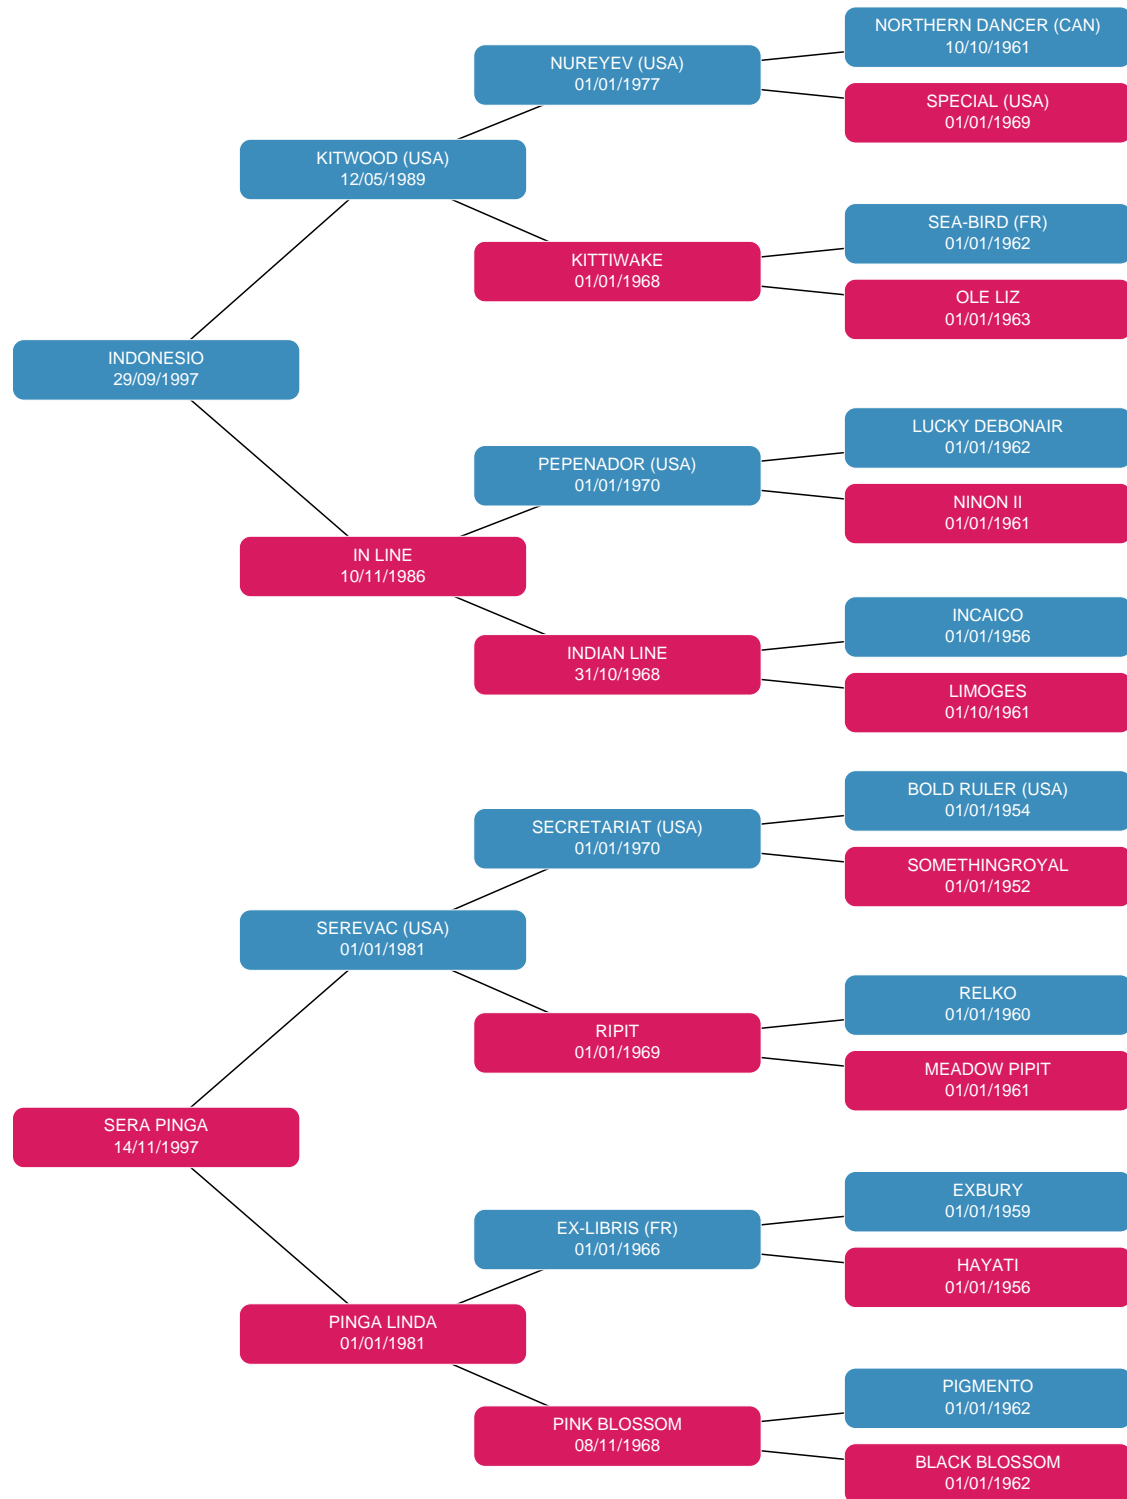 NORTHERN DANCER (CAN)
10/10/1961
NUREYEV (USA)
01/01/1977
SPECIAL (USA)
01/01/1969
KITWOOD (USA)
12/05/1989
SEA-BIRD (FR)
01/01/1962
KITTIWAKE
01/01/1968
OLE LIZ
01/01/1963
INDONESIO
29/09/1997
LUCKY DEBONAIR
01/01/1962
PEPENADOR (USA)
01/01/1970
NINON II
01/01/1961
IN LINE
10/11/1986
INCAICO
01/01/1956
INDIAN LINE
31/10/1968
LIMOGES
01/10/1961
BOLD RULER (USA)
01/01/1954
SECRETARIAT (USA)
01/01/1970
SOMETHINGROYAL
01/01/1952
SEREVAC (USA)
01/01/1981
RELKO
01/01/1960
RIPIT
01/01/1969
MEADOW PIPIT
01/01/1961
SERA PINGA
14/11/1997
EXBURY
01/01/1959
EX-LIBRIS (FR)
01/01/1966
HAYATI
01/01/1956
PINGA LINDA
01/01/1981
PIGMENTO
01/01/1962
PINK BLOSSOM
08/11/1968
BLACK BLOSSOM
01/01/1962